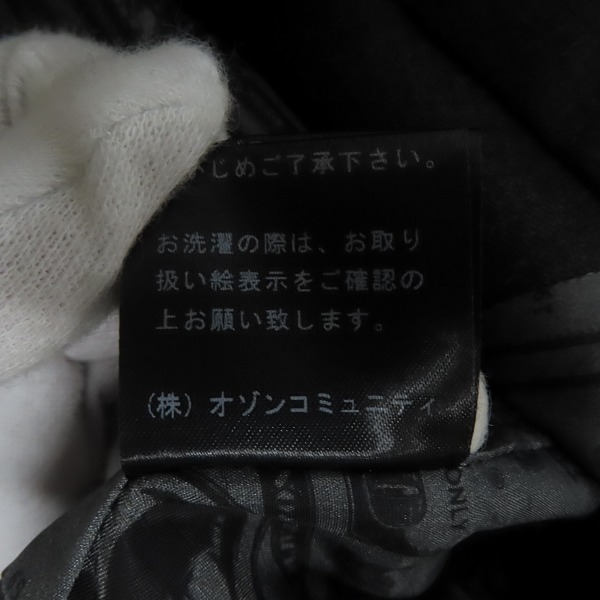 じめご了承下さい。
お洗濯の際は、お取り
扱い絵表示をご確認の
上お願い致します。
（株）オゾンコミュニティ
ONLY